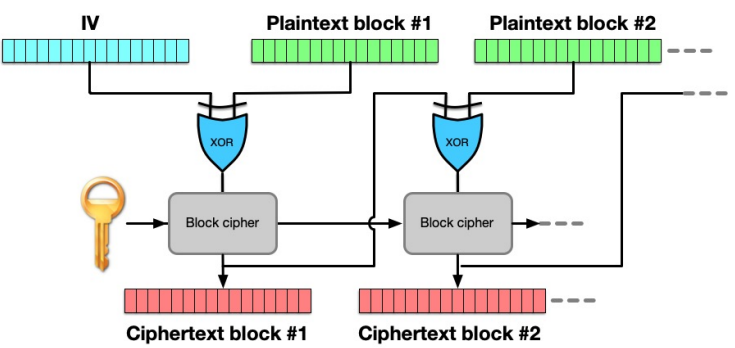 IV
Plaintext block #1
Plaintext block #2
XOR
XOR
Block cipher
Block cipher
Ciphertext block #1
Ciphertext block #2